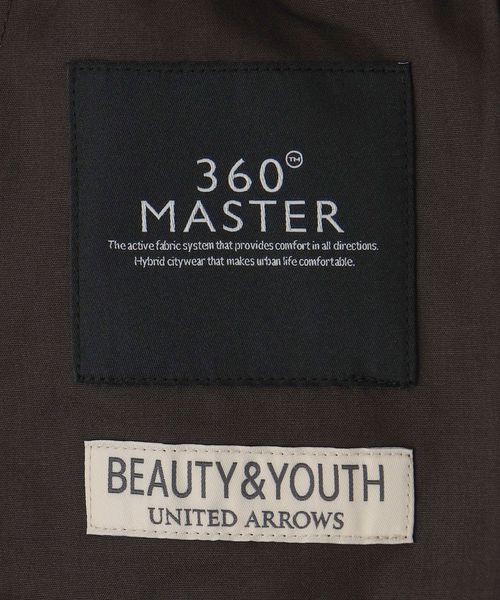 360™
MASTER
The active fabric system that provides comfort in all directions.
Hybrid citywear that makes urban life comfortable.
BEAUTY&YOUTH
UNITED ARROWS